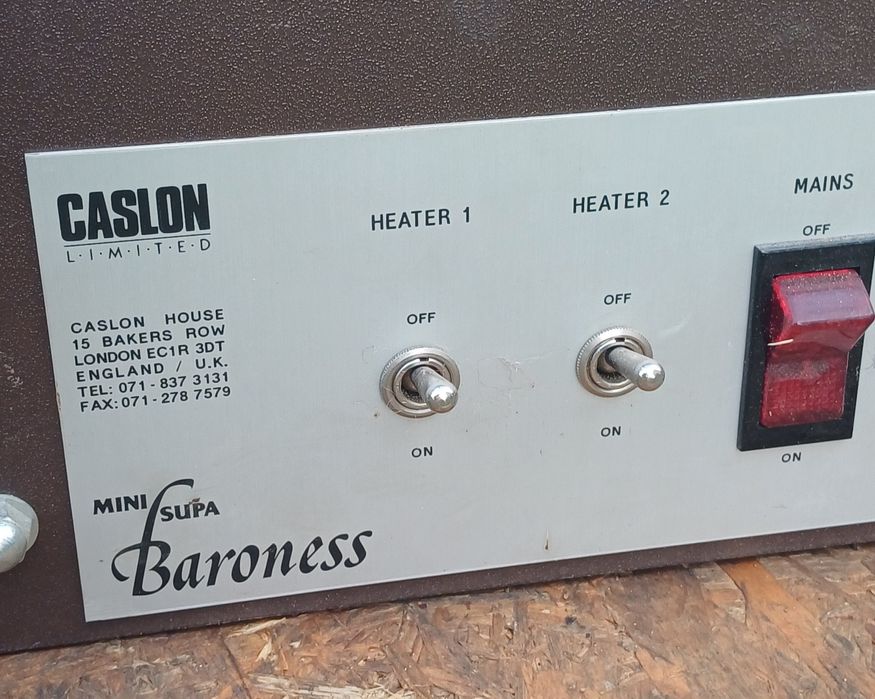 CASLON
L·I·M·I·T·E·D
CASLON HOUSE
15 BAKERS ROW
LONDON EC1R 3DT
ENGLAND / U.K.
TEL: 071-837 3131
FAX: 071-278 7579
MINI SUPA
Baroness
HEATER 1
OFF
ON
HEATER 2
OFF
ON
MAINS
OFF
ON